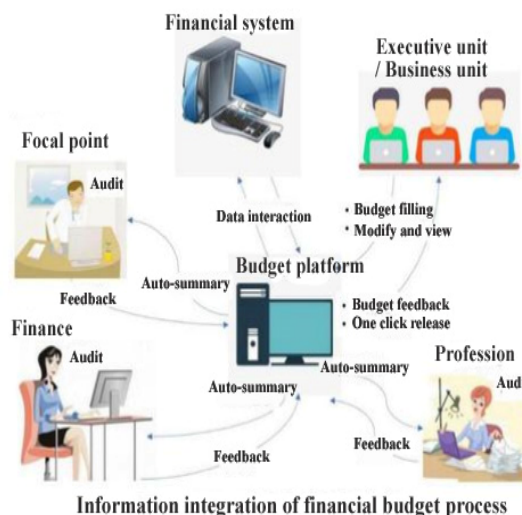 Financial system
Executive unit
/ Business unit
Focal point
Audit
Data interaction
• Budget filling
• Modify and view
Budget platform
Auto-summary
Feedback
• Budget feedback
• One click release
Finance
Audit
Auto-summary
Auto-summary
Profession
Audi
Feedback
Feedback
Information integration of financial budget process